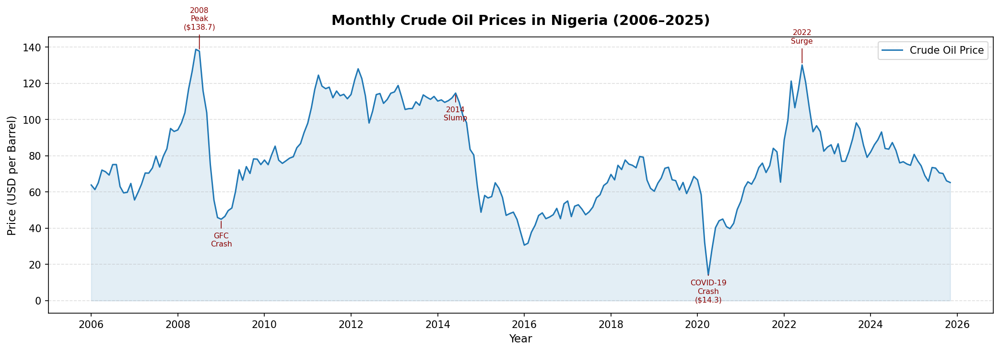 2008
Peak
($138.7)
Monthly Crude Oil Prices in Nigeria (2006–2025)
2022
Surge
Crude Oil Price
140
120
100
80
60
40
20
0
Price (USD per Barrel)
2014
Slump
GFC
Crash
COVID-19
Crash
($14.3)
2006
2008
2010
2012
2014
2016
2018
2020
2022
2024
2026
Year